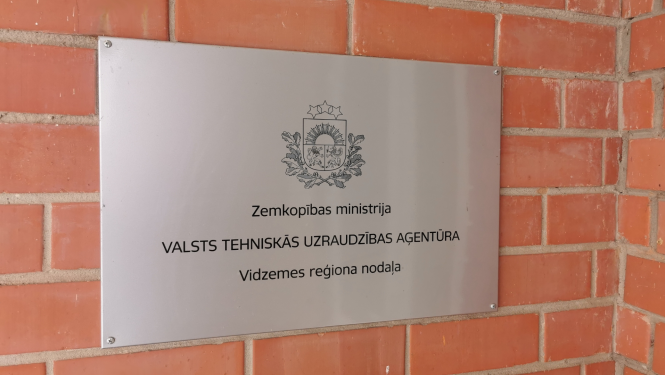 Zemkopības ministrija
VALSTS TEHNISKĀS UZRAUDZĪBAS AĢENTŪRA
Vidzemes reģiona nodaļa